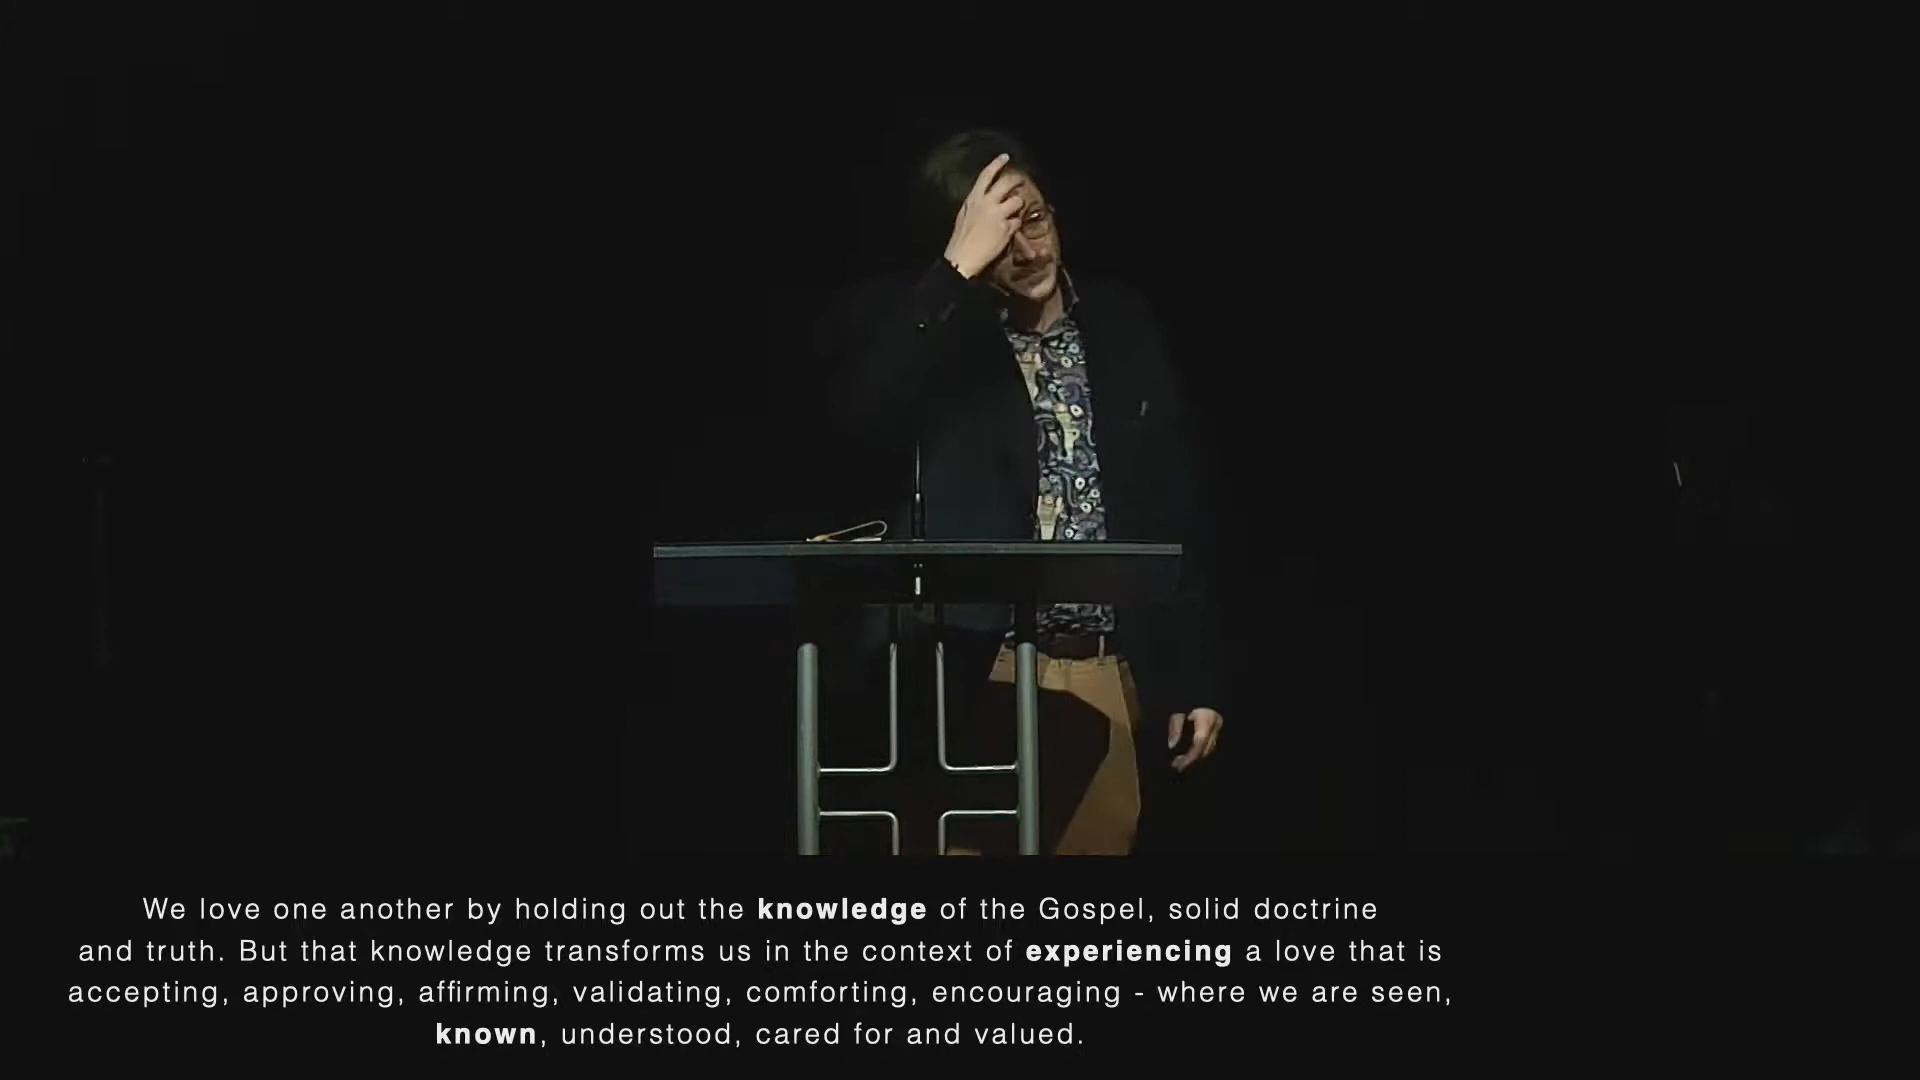 We love one another by holding out the knowledge of the Gospel, solid doctrine
and truth. But that knowledge transforms us in the context of experiencing a love that is
accepting, approving, affirming, validating, comforting, encouraging - where we are seen,
known, understood, cared for and valued.